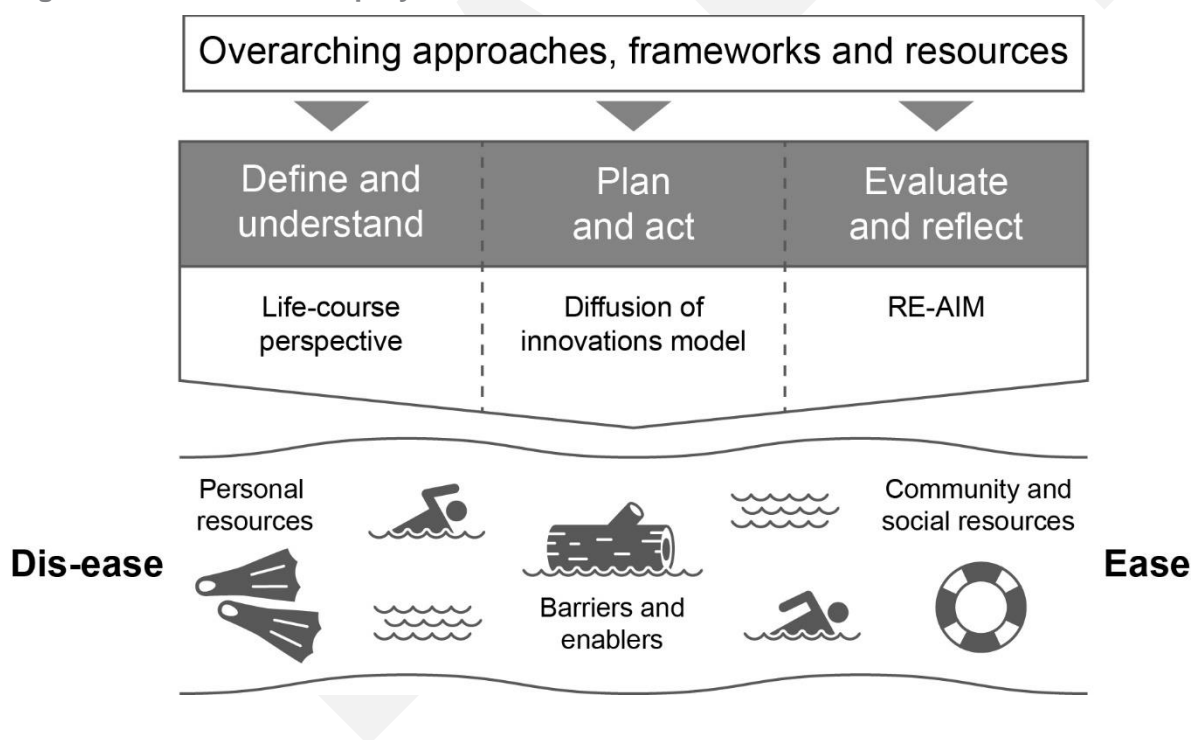 Overarching approaches, frameworks and resources
Define and
understand
Plan
and act
Evaluate
and reflect
Life-course
perspective
Diffusion of
innovations model
RE-AIM
Personal
resources
Community and
social resources
Dis-ease
Ease
Barriers and
enablers